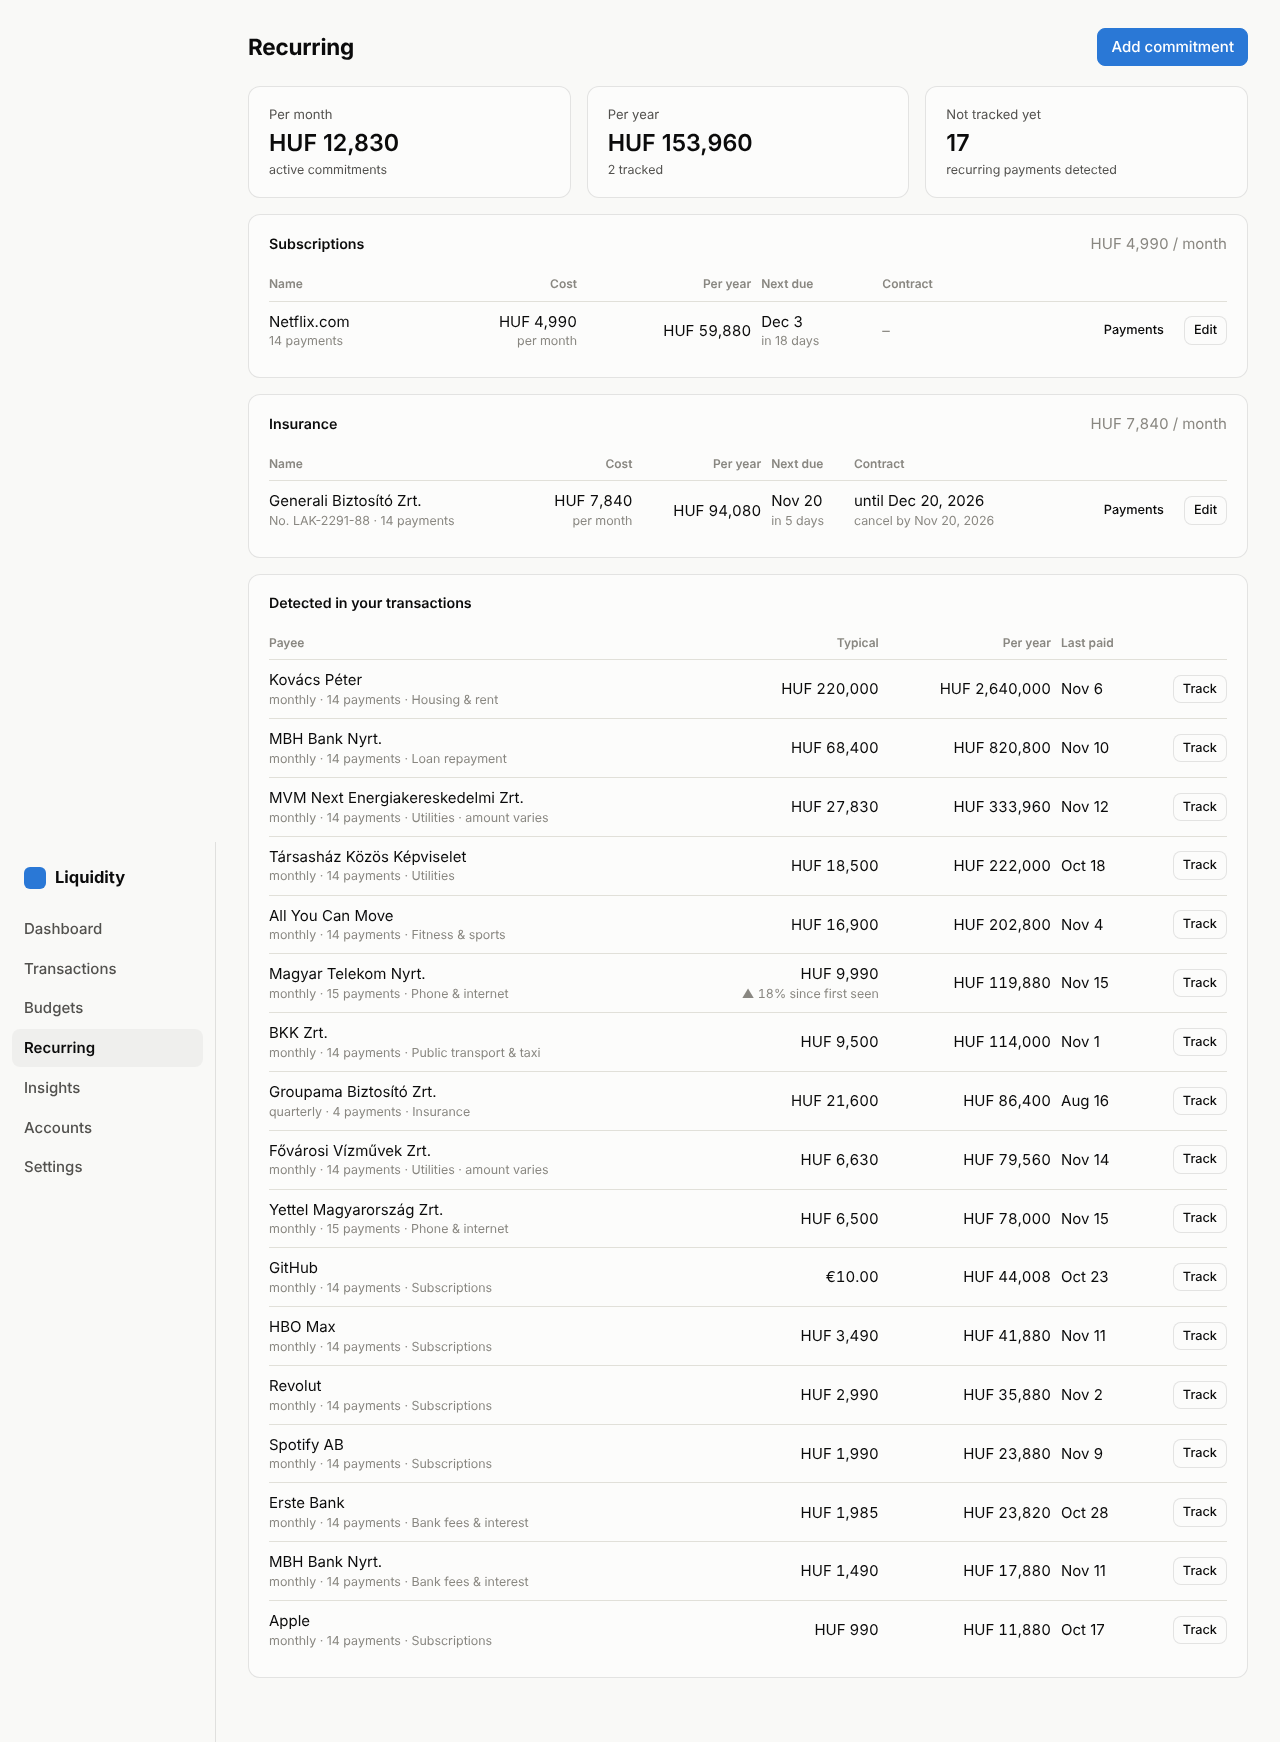 Recurring
Add commitment
Per month
HUF 12,830
active commitments
Per year
HUF 153,960
2 tracked
Not tracked yet
17
recurring payments detected
Subscriptions
HUF 4,990 / month
Name Cost Per year Next due Contract
Netflix.com HUF 4,990 HUF 59,880 Dec 3 – Payments Edit
14 payments per month in 18 days
Insurance
HUF 7,840 / month
Name Cost Per year Next due Contract
Generali Biztosító Zrt. HUF 7,840 HUF 94,080 Nov 20 until Dec 20, 2026 Payments Edit
No. LAK-2291-88 · 14 payments per month in 5 days cancel by Nov 20, 2026
Detected in your transactions
Payee Typical Per year Last paid
Kovács Péter HUF 220,000 HUF 2,640,000 Nov 6 Track
monthly · 14 payments · Housing & rent
MBH Bank Nyrt. HUF 68,400 HUF 820,800 Nov 10 Track
monthly · 14 payments · Loan repayment
MVM Next Energiakereskedelmi Zrt. HUF 27,830 HUF 333,960 Nov 12 Track
monthly · 14 payments · Utilities · amount varies
Társasház Közös Képviselet HUF 18,500 HUF 222,000 Oct 18 Track
monthly · 14 payments · Utilities
All You Can Move HUF 16,900 HUF 202,800 Nov 4 Track
monthly · 14 payments · Fitness & sports
Magyar Telekom Nyrt. HUF 9,990 HUF 119,880 Nov 15 Track
monthly · 15 payments · Phone & internet ▲ 18% since first seen
BKK Zrt. HUF 9,500 HUF 114,000 Nov 1 Track
monthly · 14 payments · Public transport & taxi
Groupama Biztosító Zrt. HUF 21,600 HUF 86,400 Aug 16 Track
quarterly · 4 payments · Insurance
Fővárosi Vízművek Zrt. HUF 6,630 HUF 79,560 Nov 14 Track
monthly · 14 payments · Utilities · amount varies
Yettel Magyarország Zrt. HUF 6,500 HUF 78,000 Nov 15 Track
monthly · 15 payments · Phone & internet
GitHub €10.00 HUF 44,008 Oct 23 Track
monthly · 14 payments · Subscriptions
HBO Max HUF 3,490 HUF 41,880 Nov 11 Track
monthly · 14 payments · Subscriptions
Revolut HUF 2,990 HUF 35,880 Nov 2 Track
monthly · 14 payments · Subscriptions
Spotify AB HUF 1,990 HUF 23,880 Nov 9 Track
monthly · 14 payments · Subscriptions
Erste Bank HUF 1,985 HUF 23,820 Oct 28 Track
monthly · 14 payments · Bank fees & interest
MBH Bank Nyrt. HUF 1,490 HUF 17,880 Nov 11 Track
monthly · 14 payments · Bank fees & interest
Apple HUF 990 HUF 11,880 Oct 17 Track
monthly · 14 payments · Subscriptions
Liquidity
Dashboard
Transactions
Budgets
Recurring
Insights
Accounts
Settings